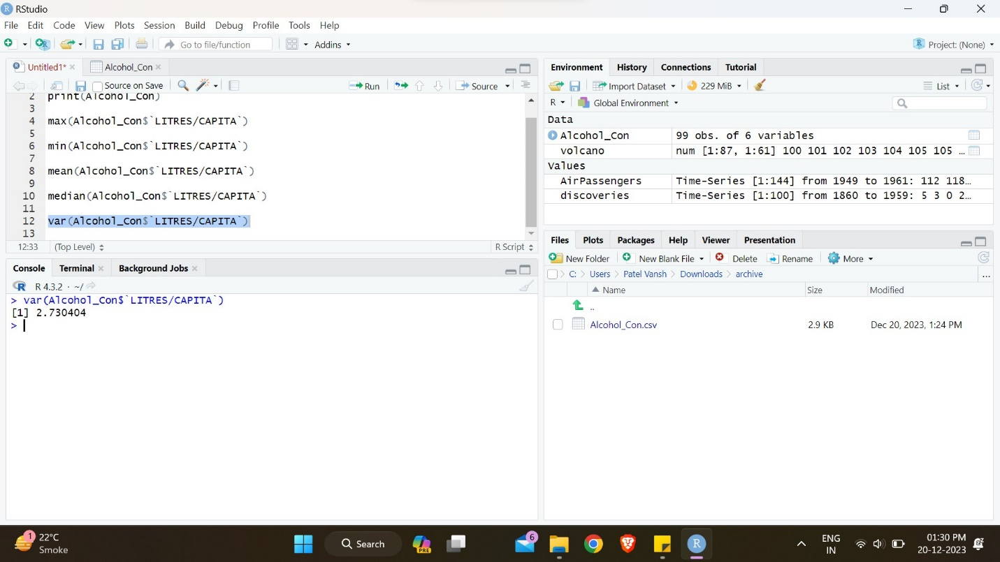 RStudio
File Edit Code View Plots Session Build Debug Profile Tools Help
Go to file/function Addins Project: (None)
Untitled1* Alcohol_Con
Source on Save Run Source
2 print(Alcohol_Con)
3
4 max(Alcohol_Con$`LITRES/CAPITA`)
5
6 min(Alcohol_Con$`LITRES/CAPITA`)
7
8 mean(Alcohol_Con$`LITRES/CAPITA`)
9
10 median(Alcohol_Con$`LITRES/CAPITA`)
11
12 var(Alcohol_Con$`LITRES/CAPITA`)
13
12:33 (Top Level) R Script
Console Terminal Background Jobs
R 4.3.2 · ~/
> var(Alcohol_Con$`LITRES/CAPITA`)
[1] 2.730404
>
Environment History Connections Tutorial
Import Dataset 229 MiB List
R Global Environment
Data
Alcohol_Con 99 obs. of 6 variables
volcano num [1:87, 1:61] 100 101 102 103 104 105 105 …
Values
AirPassengers Time-Series [1:144] from 1949 to 1961: 112 118…
discoveries Time-Series [1:100] from 1860 to 1959: 5 3 0 2…
Files Plots Packages Help Viewer Presentation
New Folder New Blank File Delete Rename More
C: Users Patel Vansh Downloads archive ...
Name Size Modified
..
Alcohol_Con.csv 2.9 KB Dec 20, 2023, 1:24 PM
1 22°C
Smoke
Search
PRE
6
R
ENG
IN
01:30 PM
20-12-2023